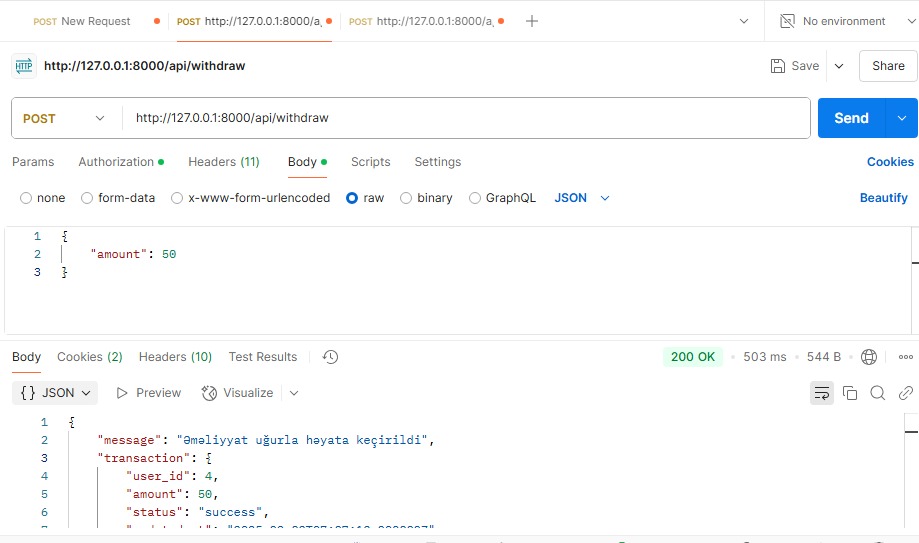 POST New Request POST http://127.0.0.1:8000/a, POST http://127.0.0.1:8000/a, No environment
HTTP http://127.0.0.1:8000/api/withdraw Save Share
POST http://127.0.0.1:8000/api/withdraw Send
Params Authorization Headers (11) Body Scripts Settings Cookies
none form-data x-www-form-urlencoded raw binary GraphQL JSON Beautify
1 {
2 "amount": 50
3 }
Body Cookies (2) Headers (10) Test Results 200 OK 503 ms 544 B
{} JSON Preview Visualize
1 {
2 "message": "Əməliyyat uğurla həyata keçirildi",
3 "transaction": {
4 "user_id": 4,
5 "amount": 50,
6 "status": "success",